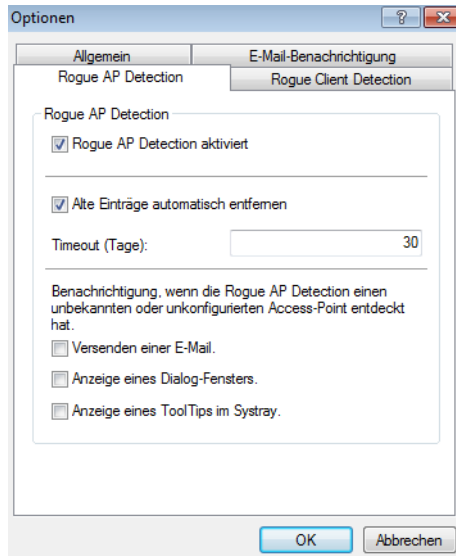 Optionen
Allgemein
E-Mail-Benachrichtigung
Rogue AP Detection
Rogue Client Detection
Rogue AP Detection
Rogue AP Detection aktiviert
Alte Einträge automatisch entfernen
Timeout (Tage):
30
Benachrichtigung, wenn die Rogue AP Detection einen
unbekannten oder unkonfigurierten Access-Point entdeckt
hat.
Versenden einer E-Mail.
Anzeige eines Dialog-Fensters.
Anzeige eines ToolTips im Systray.
OK
Abbrechen